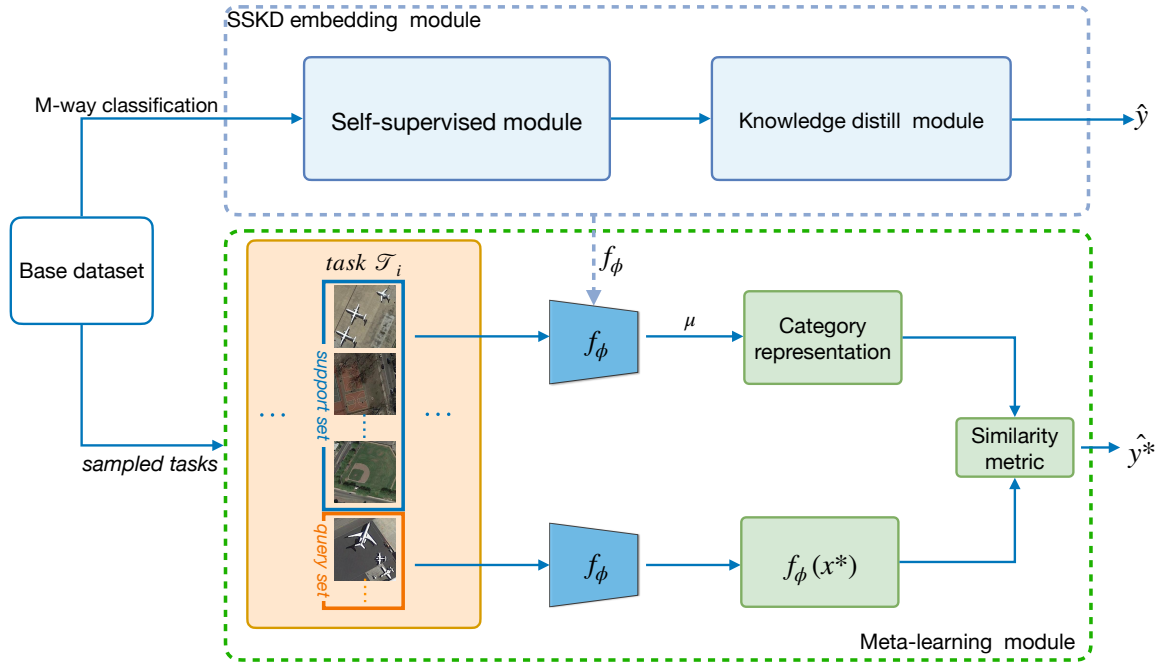 SSKD embedding module
M-way classification
Self-supervised module
Knowledge distill module
ŷ
Base dataset
sampled tasks
task 𝒯ᵢ
support set
query set
...
...
f_ϕ
f_ϕ
μ
Category
representation
f_ϕ
f_ϕ(x*)
Similarity
metric
ŷ*
Meta-learning module